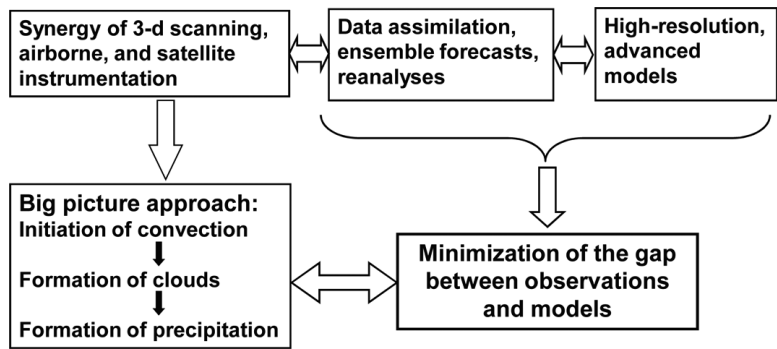 Synergy of 3-d scanning,
airborne, and satellite
instrumentation
Data assimilation,
ensemble forecasts,
reanalyses
High-resolution,
advanced
models
Big picture approach:
Initiation of convection
Formation of clouds
Formation of precipitation
Minimization of the gap
between observations
and models